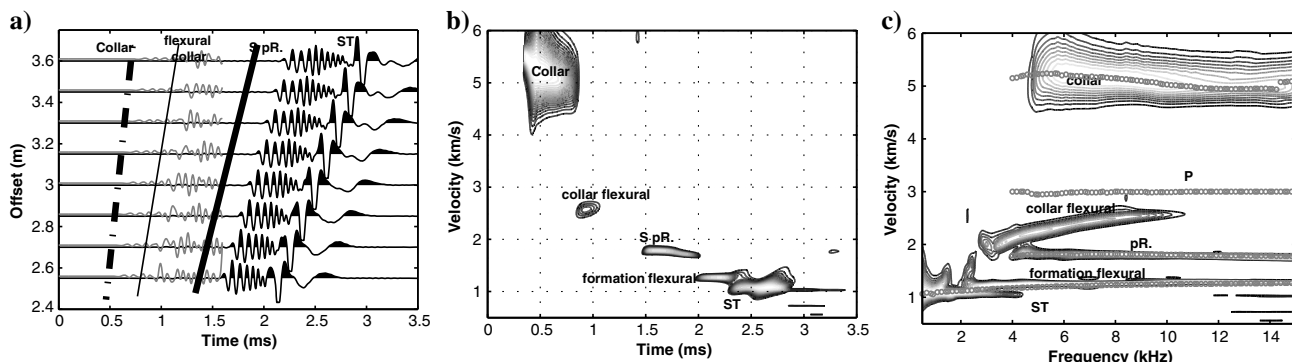 a)
Collar
flexural
collar
S pR.
ST
3.6
3.4
3.2
3
2.8
2.6
2.4
Offset (m)
0 0.5 1 1.5 2 2.5 3 3.5
Time (ms)
b)
6
5
4
3
2
1
Velocity (km/s)
Collar
collar flexural
S pR.
formation flexural
ST
0 0.5 1 1.5 2 2.5 3 3.5
Time (ms)
c)
6
5
4
3
2
1
Velocity (km/s)
collar
P
collar flexural
pR.
formation flexural
ST
2 4 6 8 10 12 14
Frequency (kHz)